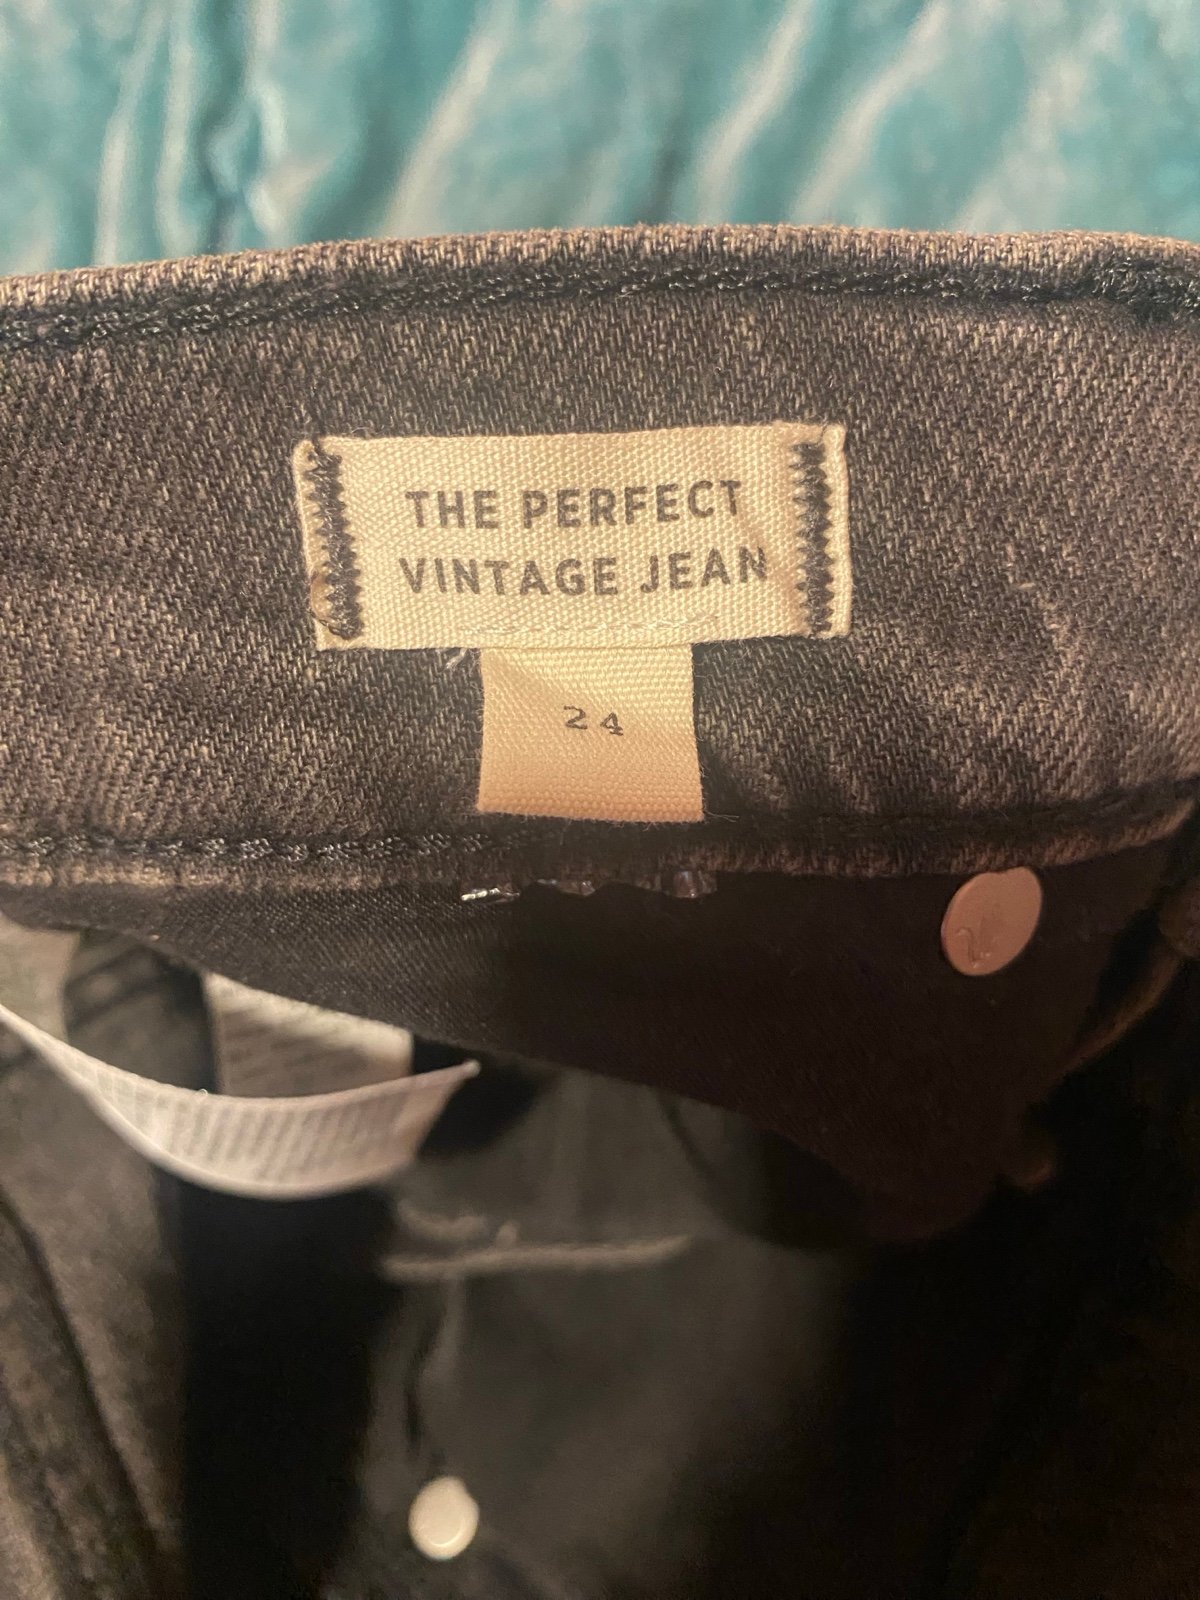 THE PERFECT
VINTAGE JEAN
24